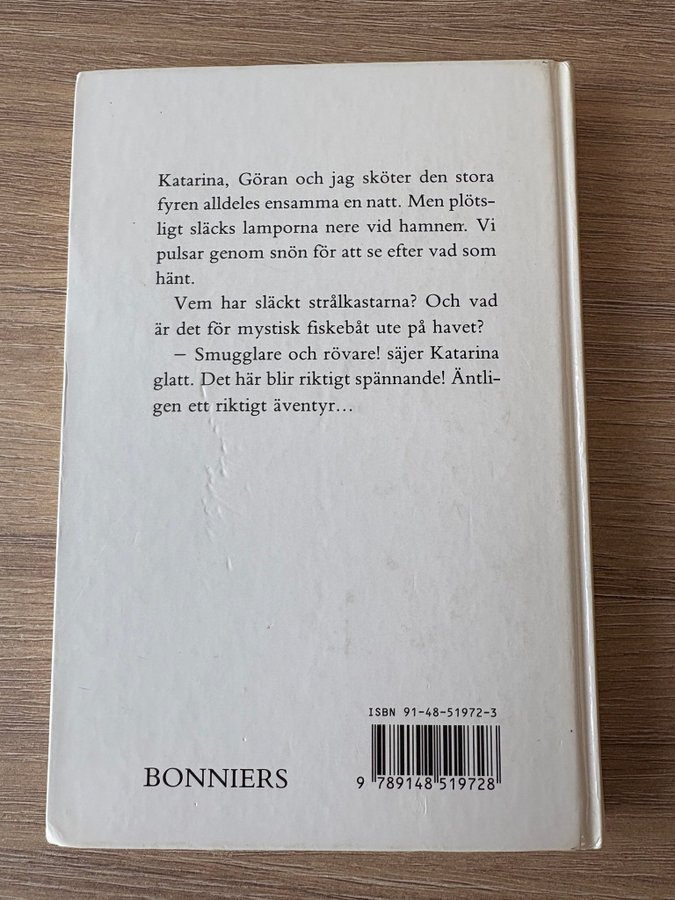 Katarina, Göran och jag sköter den stora
fyren alldeles ensamma en natt. Men plöts-
ligt släcks lamporna nere vid hamnen. Vi
pulsar genom snön för att se efter vad som
hänt.
Vem har släckt strålkastarna? Och vad
är det för mystisk fiskebåt ute på havet?
– Smugglare och rövare! säjer Katarina
glatt. Det här blir riktigt spännande! Äntli-
gen ett riktigt äventyr...
ISBN 91-48-51972-3
BONNIERS
9 789148 519728